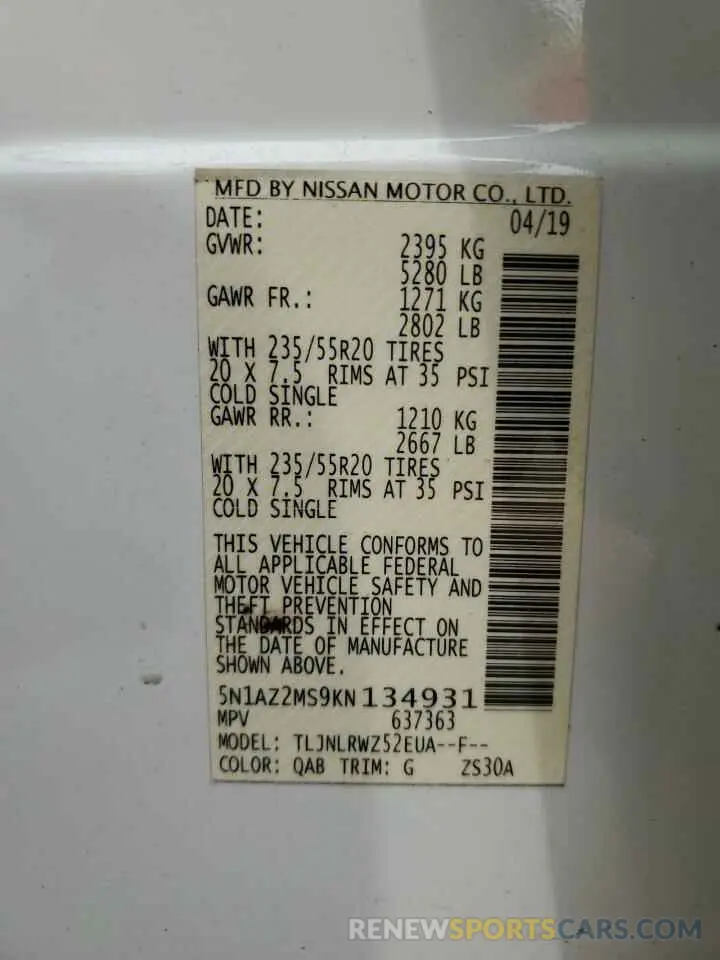 MFD BY NISSAN MOTOR CO., LTD.
DATE: 04/19
GVWR: 2395 KG
5280 LB
GAWR FR.: 1271 KG
2802 LB
WITH 235/55R20 TIRES
20 X 7.5 RIMS AT 35 PSI
COLD SINGLE
GAWR RR.: 1210 KG
2667 LB
WITH 235/55R20 TIRES
20 X 7.5 RIMS AT 35 PSI
COLD SINGLE
THIS VEHICLE CONFORMS TO
ALL APPLICABLE FEDERAL
MOTOR VEHICLE SAFETY AND
THEFT PREVENTION
STANDARDS IN EFFECT ON
THE DATE OF MANUFACTURE
SHOWN ABOVE.
5N1AZ2MS9KN134931
MPV 637363
MODEL: TLJNLRWZ52EUA--F--
COLOR: QAB TRIM: G ZS30A
RENEWSPORTSCARS.COM